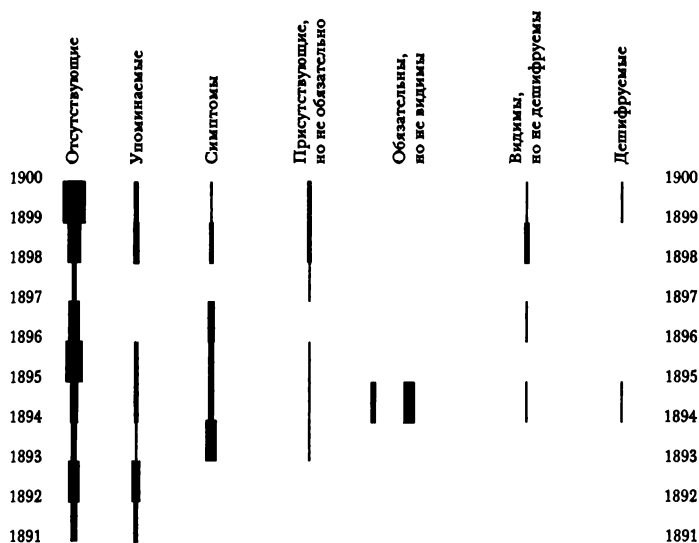 Отсутствующие
Упоминаемые
Симптомы
Присутствующие,
но не обязательно
Обязательны,
но не видимы
Видимы,
но не дешифруемы
Дешифруемые
1900 1900
1899 1899
1898 1898
1897 1897
1896 1896
1895 1895
1894 1894
1893 1893
1892 1892
1891 1891